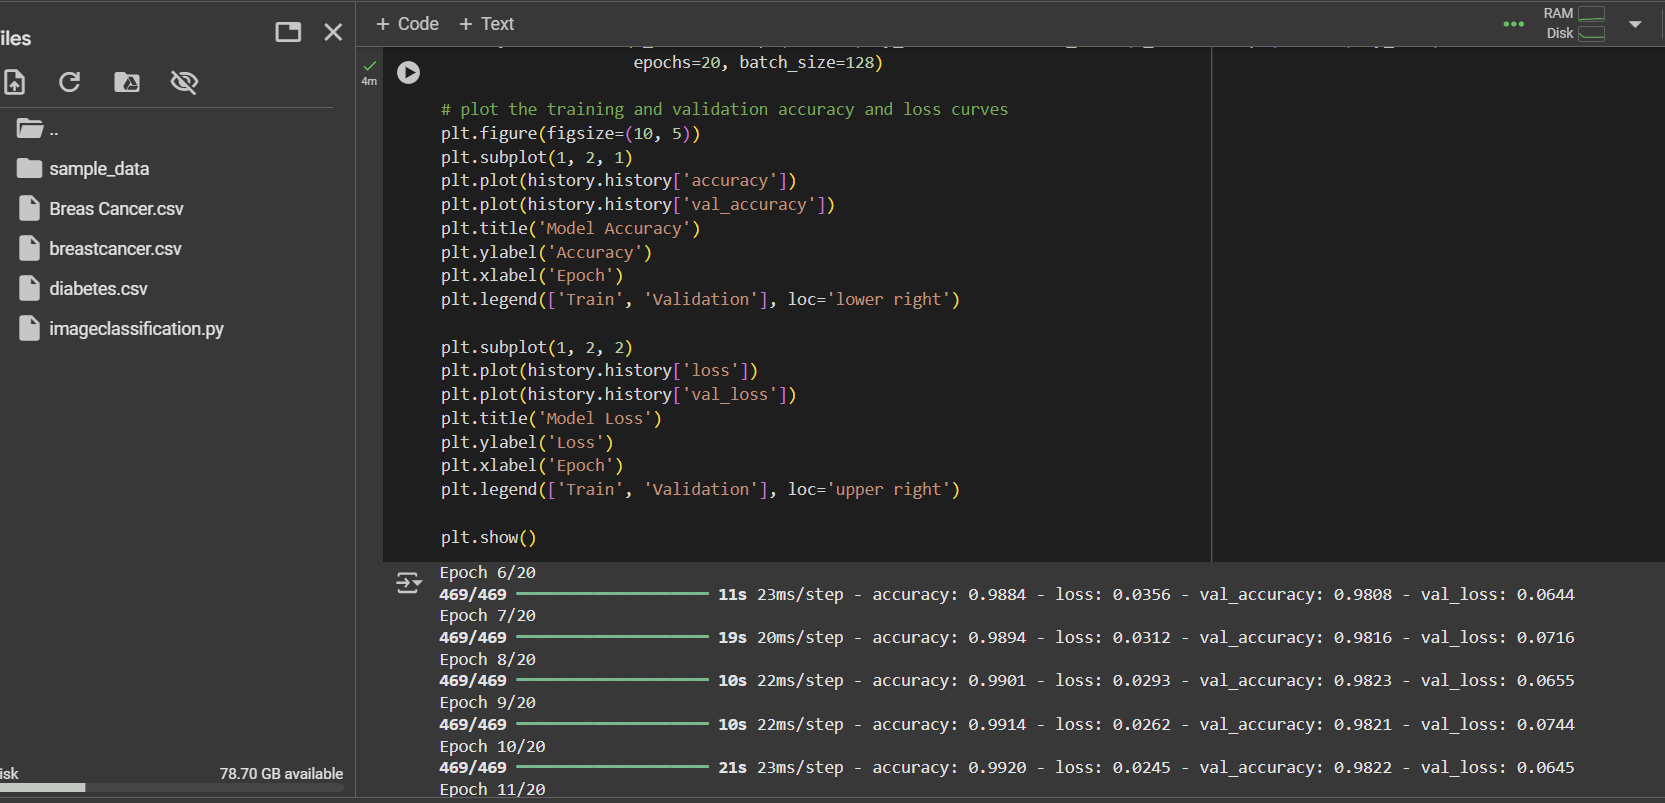 iles
..
sample_data
Breas Cancer.csv
breastcancer.csv
diabetes.csv
imageclassification.py
isk
78.70 GB available
+ Code + Text
RAM
Disk
4m
epochs=20, batch_size=128)
# plot the training and validation accuracy and loss curves
plt.figure(figsize=(10, 5))
plt.subplot(1, 2, 1)
plt.plot(history.history['accuracy'])
plt.plot(history.history['val_accuracy'])
plt.title('Model Accuracy')
plt.ylabel('Accuracy')
plt.xlabel('Epoch')
plt.legend(['Train', 'Validation'], loc='lower right')
plt.subplot(1, 2, 2)
plt.plot(history.history['loss'])
plt.plot(history.history['val_loss'])
plt.title('Model Loss')
plt.ylabel('Loss')
plt.xlabel('Epoch')
plt.legend(['Train', 'Validation'], loc='upper right')
plt.show()
Epoch 6/20
469/469 11s 23ms/step - accuracy: 0.9884 - loss: 0.0356 - val_accuracy: 0.9808 - val_loss: 0.0644
Epoch 7/20
469/469 19s 20ms/step - accuracy: 0.9894 - loss: 0.0312 - val_accuracy: 0.9816 - val_loss: 0.0716
Epoch 8/20
469/469 10s 22ms/step - accuracy: 0.9901 - loss: 0.0293 - val_accuracy: 0.9823 - val_loss: 0.0655
Epoch 9/20
469/469 10s 22ms/step - accuracy: 0.9914 - loss: 0.0262 - val_accuracy: 0.9821 - val_loss: 0.0744
Epoch 10/20
469/469 21s 23ms/step - accuracy: 0.9920 - loss: 0.0245 - val_accuracy: 0.9822 - val_loss: 0.0645
Epoch 11/20